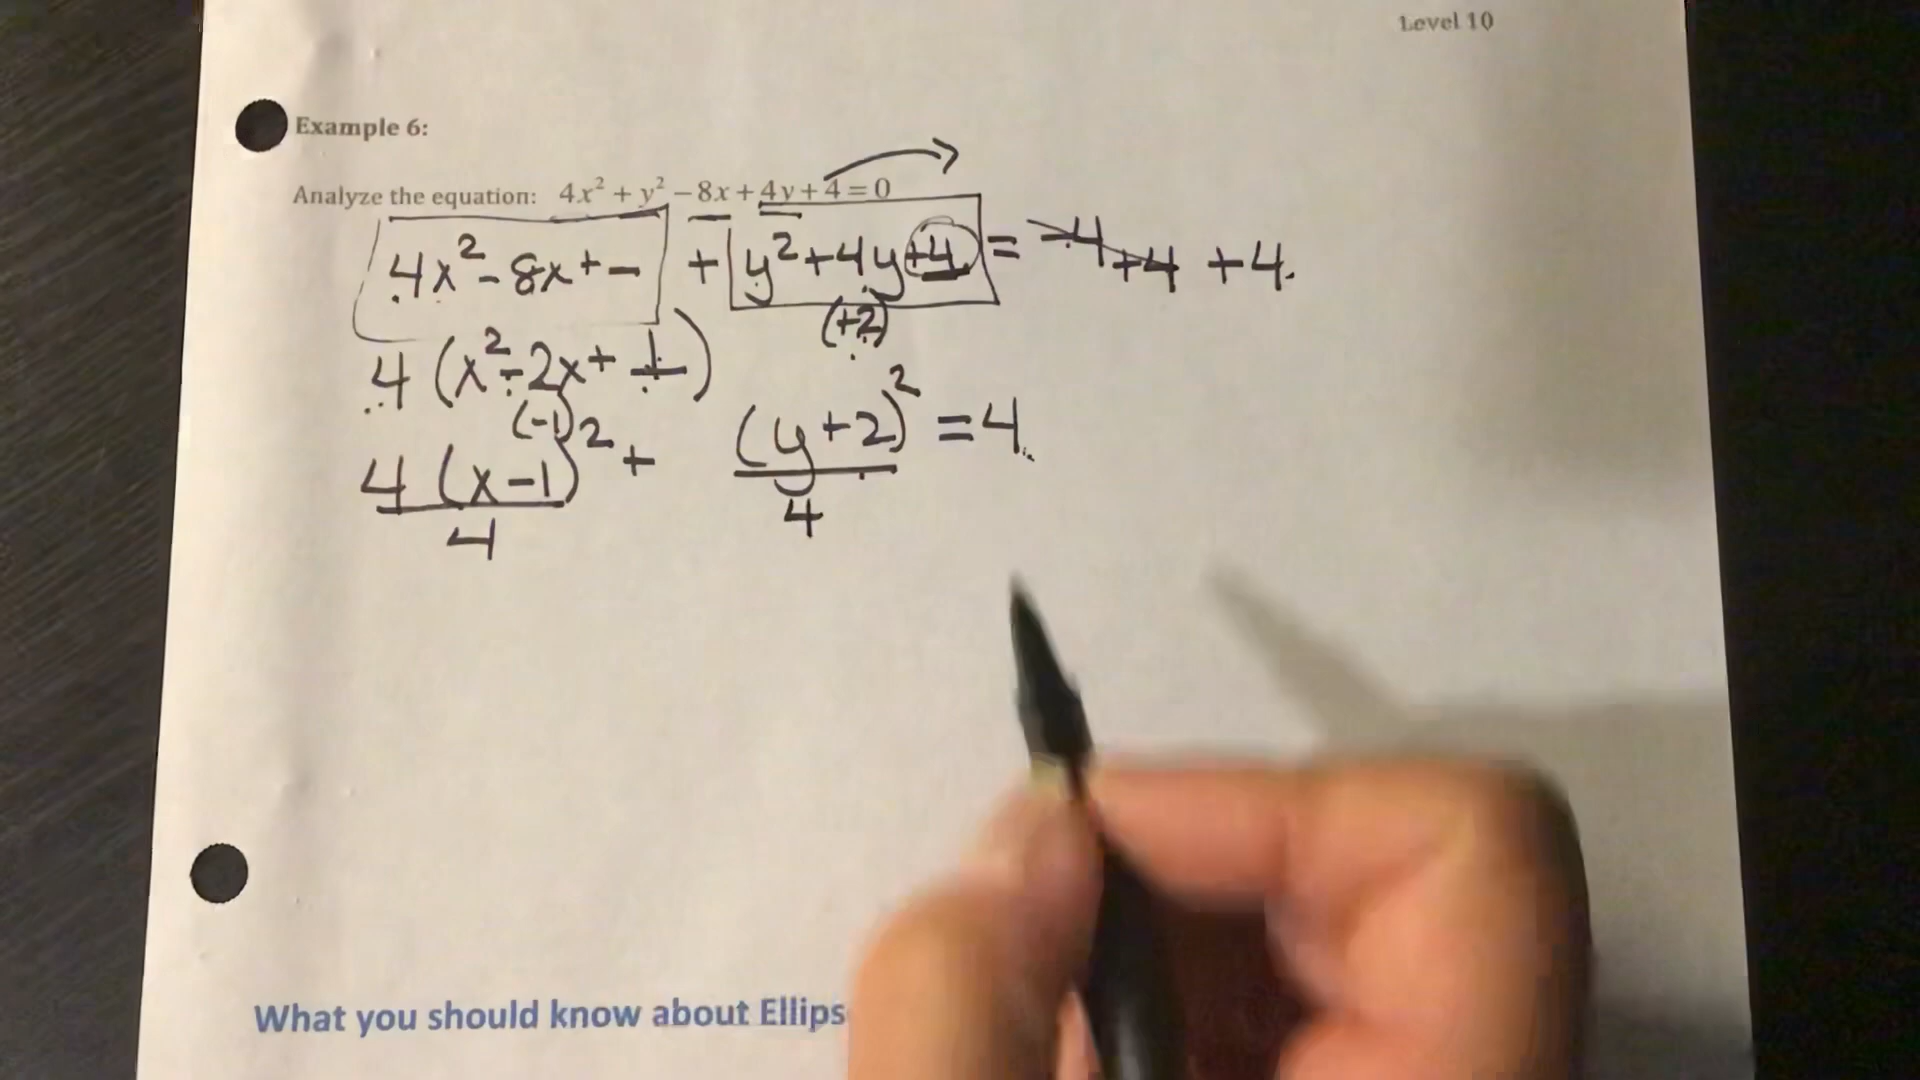 Level 10
Example 6:
Analyze the equation: 4x² + y² − 8x + 4y + 4 = 0
4x² - 8x + - + y² + 4y +4 = -4 +4 +4.
(+2)
4 (x² - 2x + 1)
(-1)
4 (x-1)² + (y+2)² = 4
4 4
What you should know about Ellips